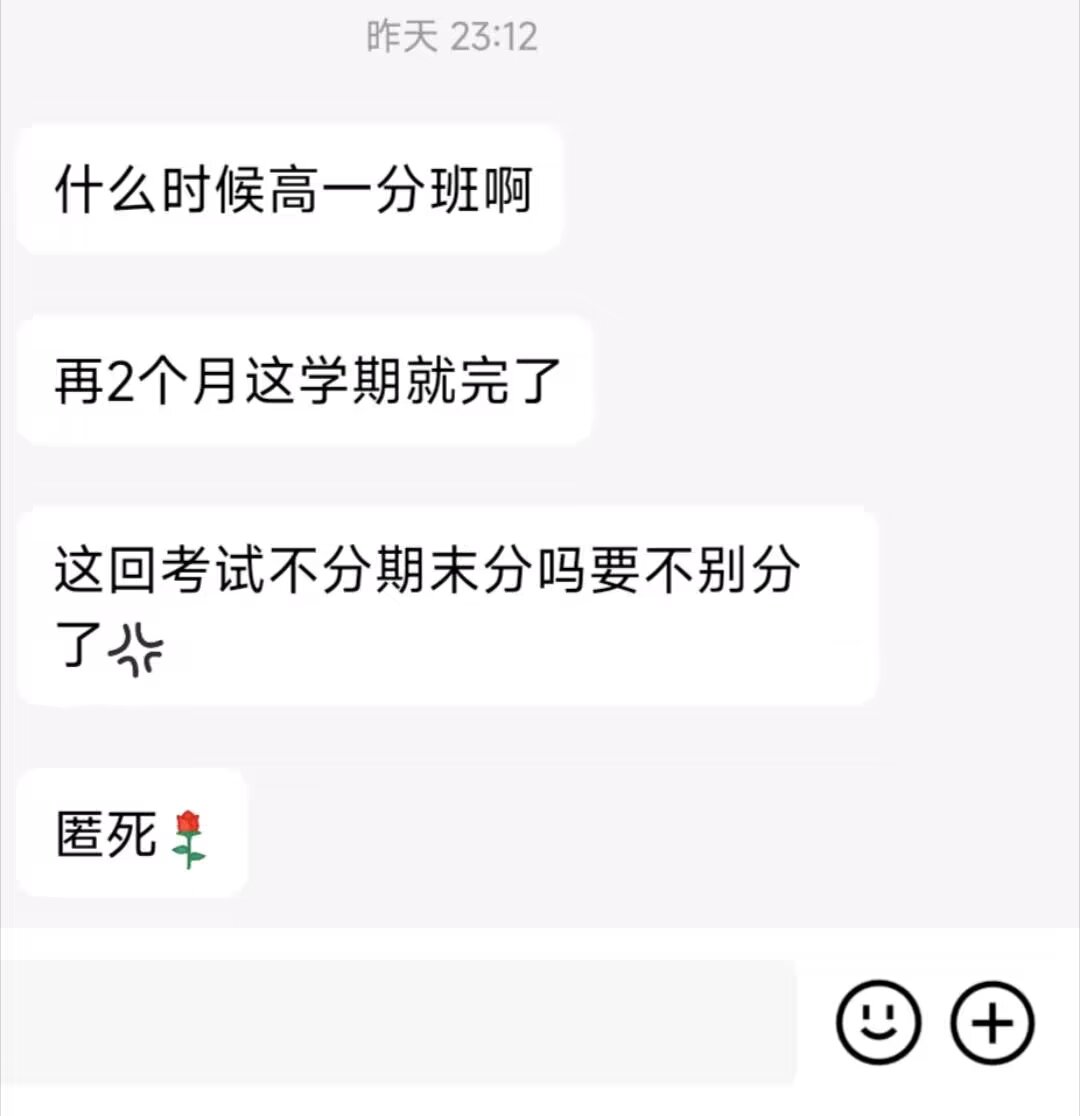 昨天 23:12
什么时候高一分班啊
再2个月这学期就完了
这回考试不分期末分吗要不别分
了💢
匿死🌹